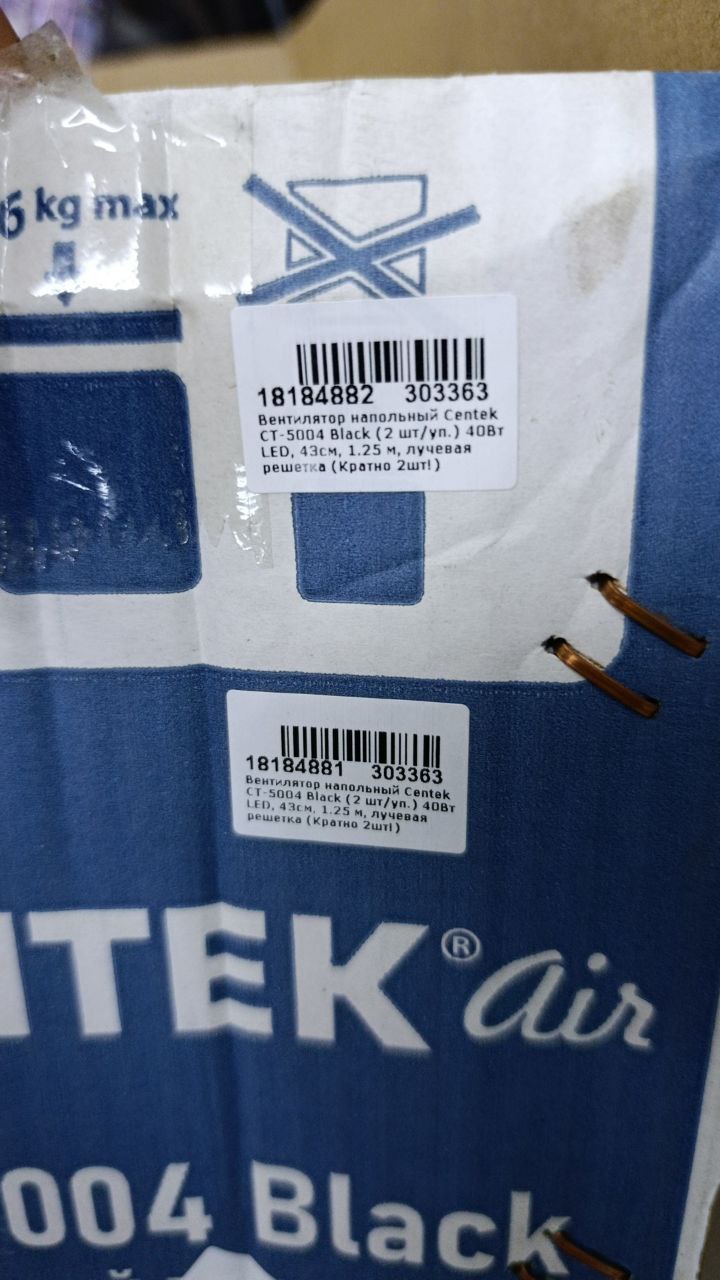 kg max
18184882 303363
Вентилятор напольный Centek
CT-5004 Black (2 шт/уп.) 40Вт
LED, 43см, 1.25 м, лучевая
решетка (Кратно 2шт!)
18184881 303363
Вентилятор напольный Centek
CT-5004 Black (2 шт/уп.) 40Вт
LED, 43см, 1.25 м, лучевая
решетка (Кратно 2шт!)
NTEK® air
5004 Black